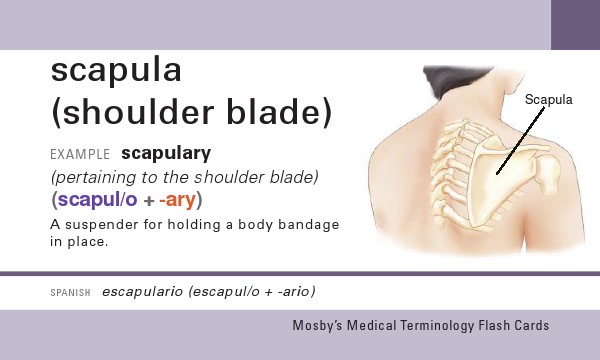 scapula
(shoulder blade)
EXAMPLE scapulary
(pertaining to the shoulder blade)
(scapul/o + -ary)
A suspender for holding a body bandage
in place.
Scapula
SPANISH escapulario (escapul/o + -ario)
Mosby's Medical Terminology Flash Cards